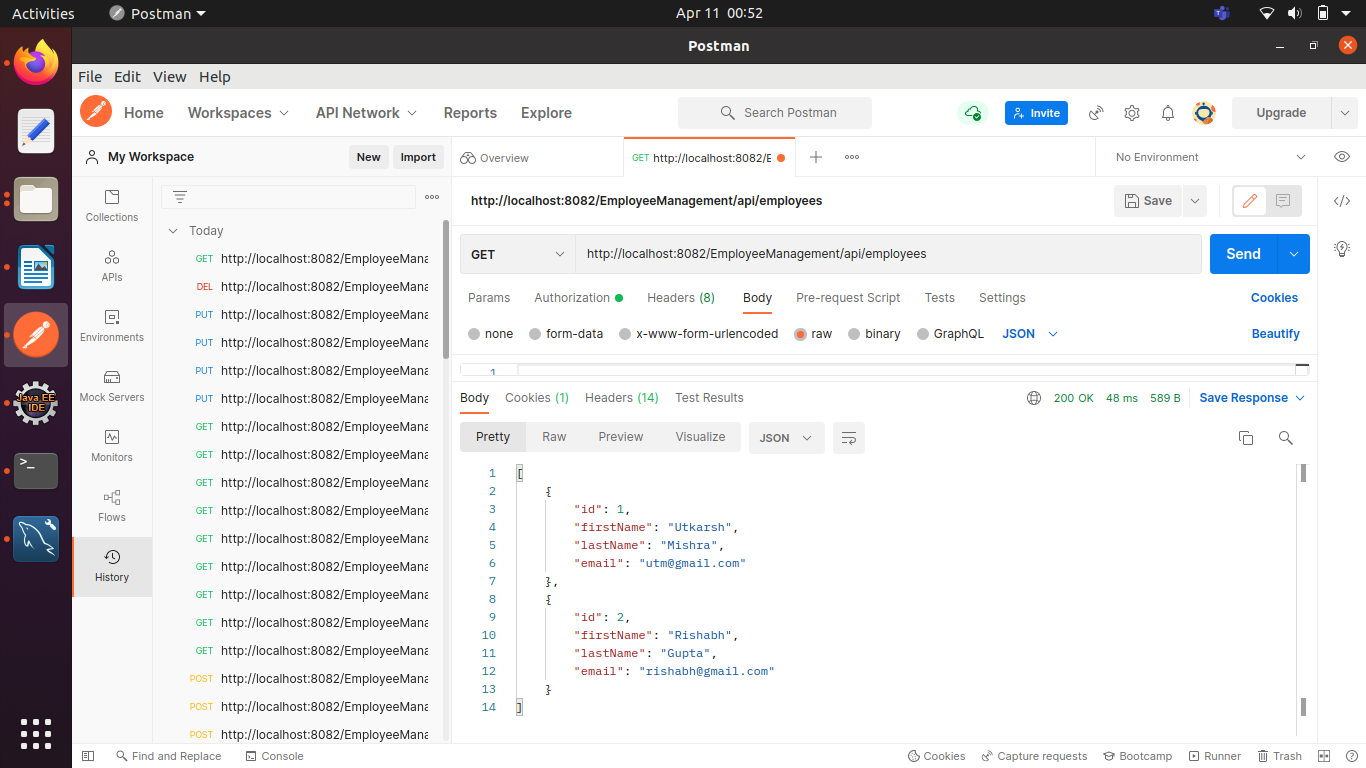 Activities Postman Apr 11 00:52
Postman
File Edit View Help
Home Workspaces API Network Reports Explore Search Postman Invite Upgrade
My Workspace New Import Overview GET http://localhost:8082/E No Environment
http://localhost:8082/EmployeeManagement/api/employees Save
Collections
APIs
Environments
Mock Servers
Monitors
Flows
History
Today
GET http://localhost:8082/EmployeeMana
DEL http://localhost:8082/EmployeeMana
PUT http://localhost:8082/EmployeeMana
PUT http://localhost:8082/EmployeeMana
PUT http://localhost:8082/EmployeeMana
PUT http://localhost:8082/EmployeeMana
GET http://localhost:8082/EmployeeMana
GET http://localhost:8082/EmployeeMana
GET http://localhost:8082/EmployeeMana
GET http://localhost:8082/EmployeeMana
GET http://localhost:8082/EmployeeMana
GET http://localhost:8082/EmployeeMana
GET http://localhost:8082/EmployeeMana
GET http://localhost:8082/EmployeeMana
GET http://localhost:8082/EmployeeMana
POST http://localhost:8082/EmployeeMana
POST http://localhost:8082/EmployeeMana
POST http://localhost:8082/EmployeeMana
GET http://localhost:8082/EmployeeManagement/api/employees Send
Params Authorization Headers (8) Body Pre-request Script Tests Settings Cookies
none form-data x-www-form-urlencoded raw binary GraphQL JSON Beautify
1
Body Cookies (1) Headers (14) Test Results 200 OK 48 ms 589 B Save Response
Pretty Raw Preview Visualize JSON
1 [
2 {
3 "id": 1,
4 "firstName": "Utkarsh",
5 "lastName": "Mishra",
6 "email": "utm@gmail.com"
7 },
8 {
9 "id": 2,
10 "firstName": "Rishabh",
11 "lastName": "Gupta",
12 "email": "rishabh@gmail.com"
13 }
14 ]
Java EE
IDE
Find and Replace Console Cookies Capture requests Bootcamp Runner Trash